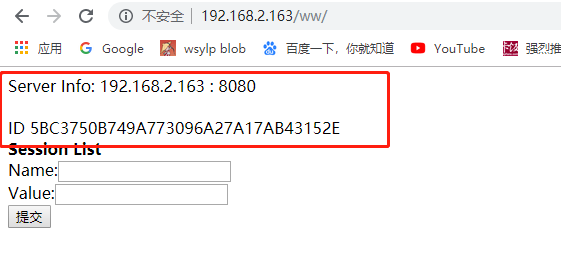 不安全 | 192.168.2.163/ww/
应用 Google wsylp blob 百度一下，你就知道 YouTube 强烈推
Server Info: 192.168.2.163 : 8080
ID 5BC3750B749A773096A27A17AB43152E
Session List
Name:
Value:
提交